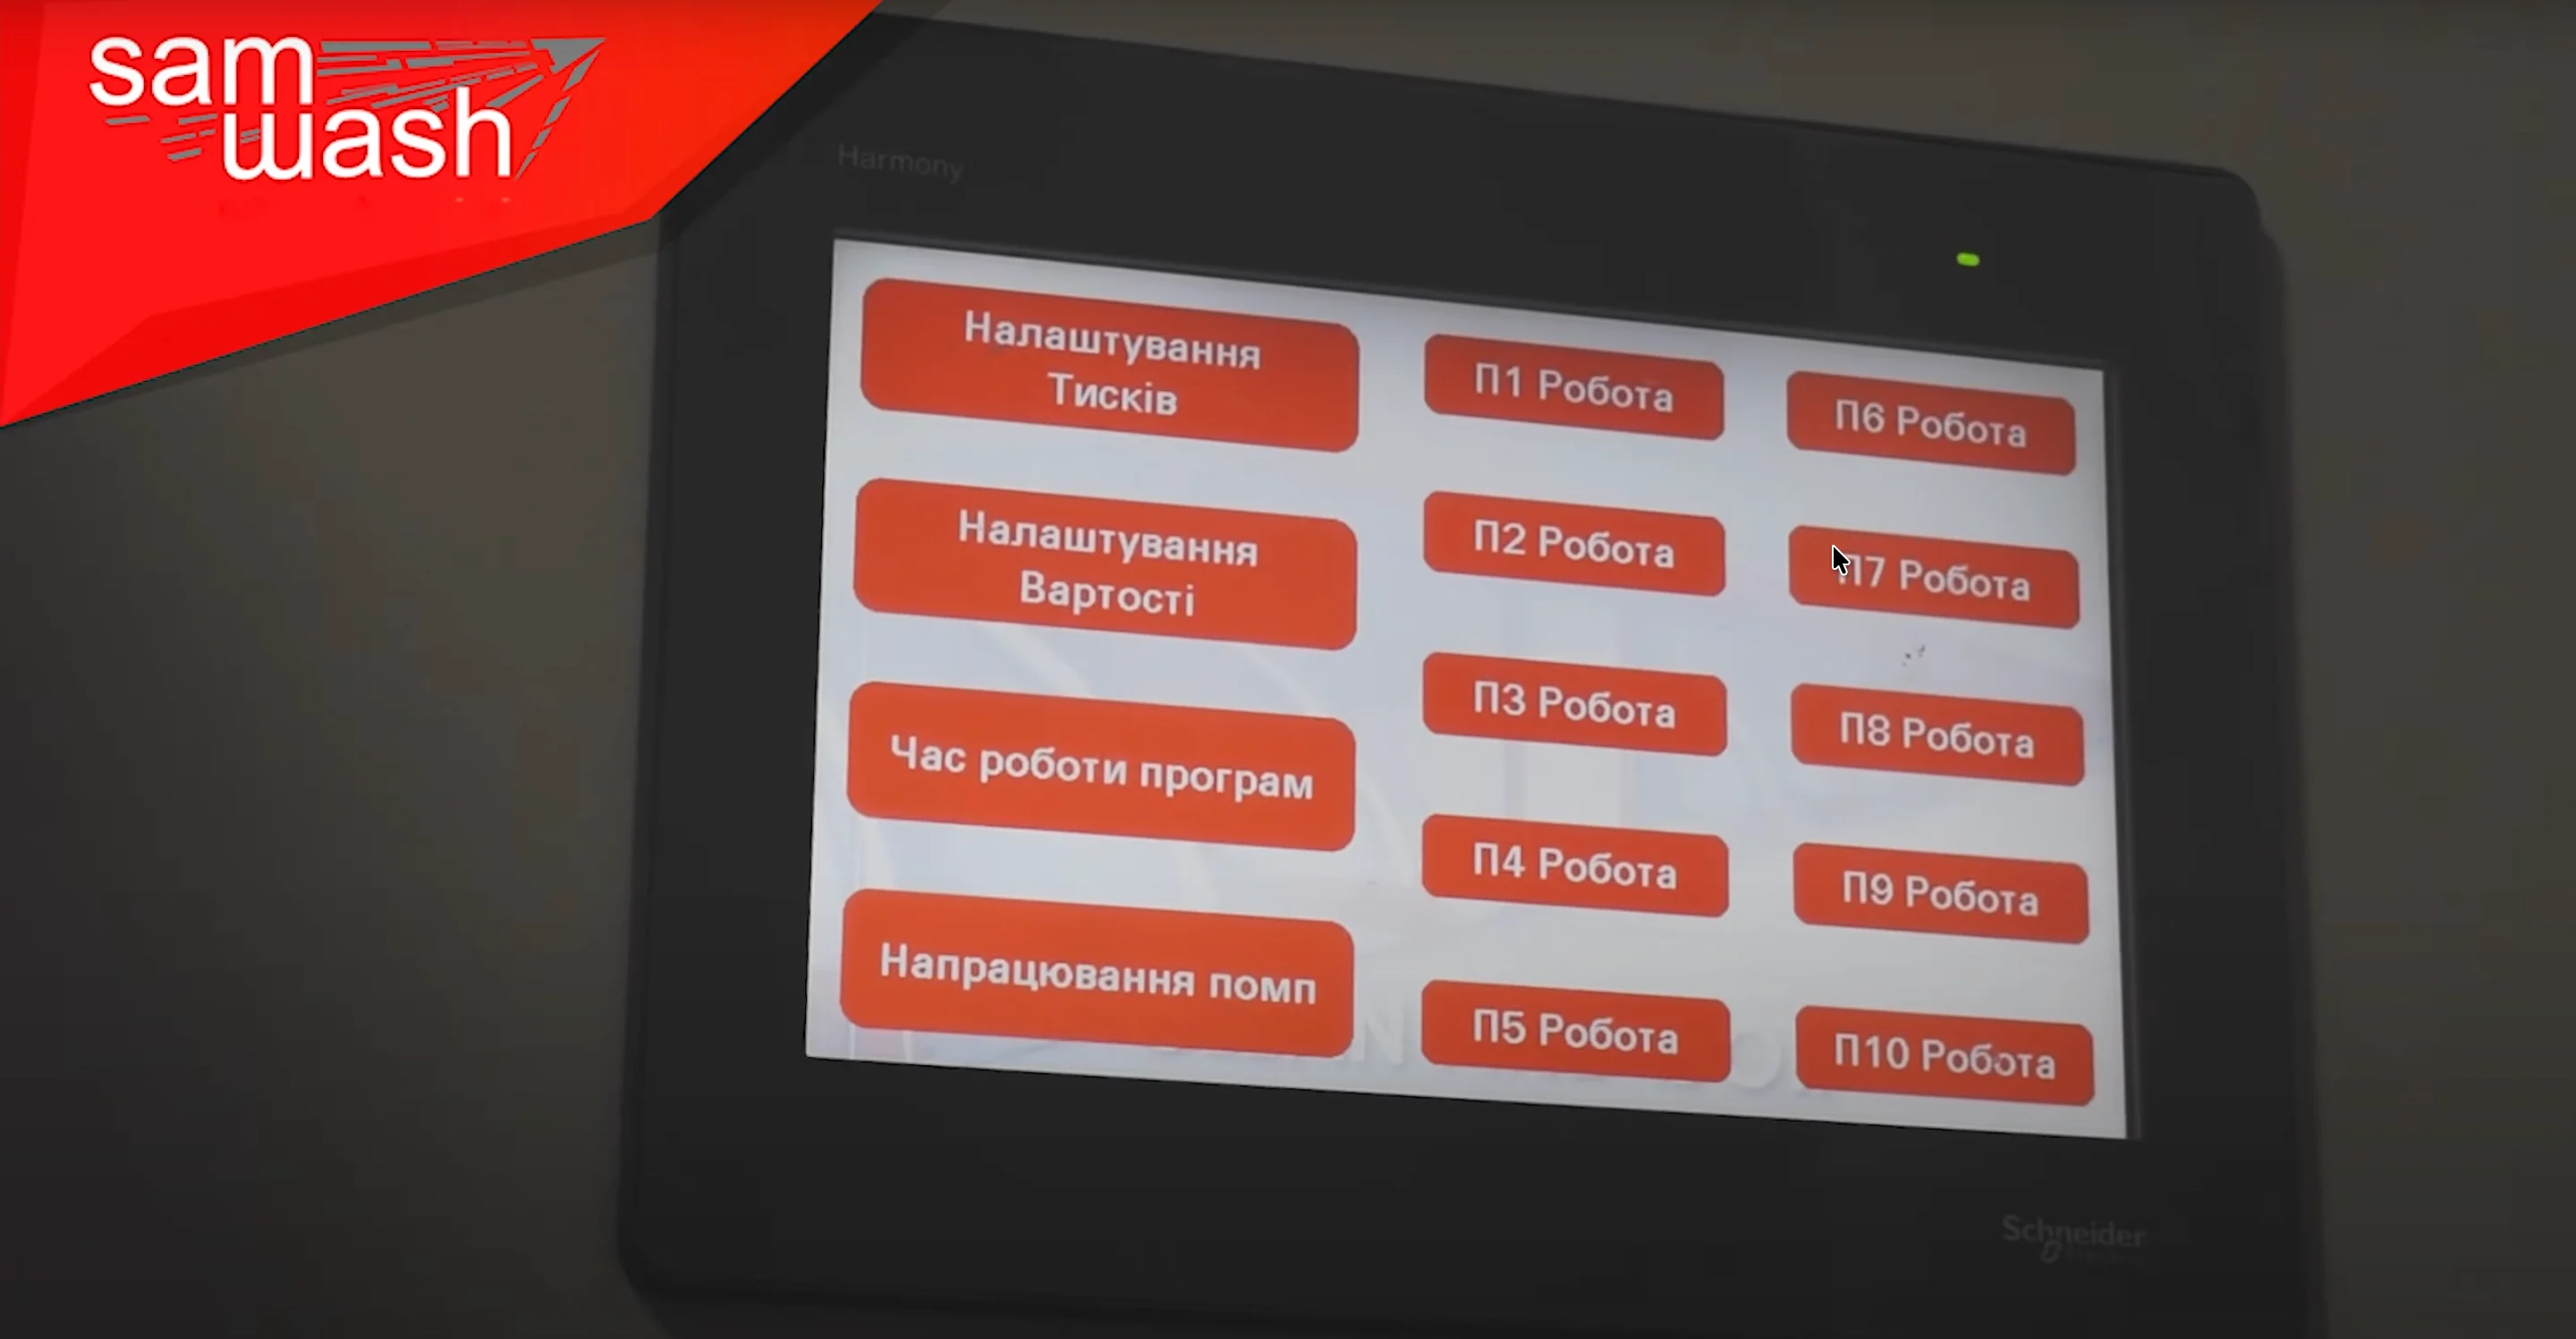 sam
wash
Harmony
Налаштування
Тисків
Налаштування
Вартості
Час роботи програм
Напрацювання помп
П1 Робота
П2 Робота
П3 Робота
П4 Робота
П5 Робота
П6 Робота
П7 Робота
П8 Робота
П9 Робота
П10 Робота
Schneider